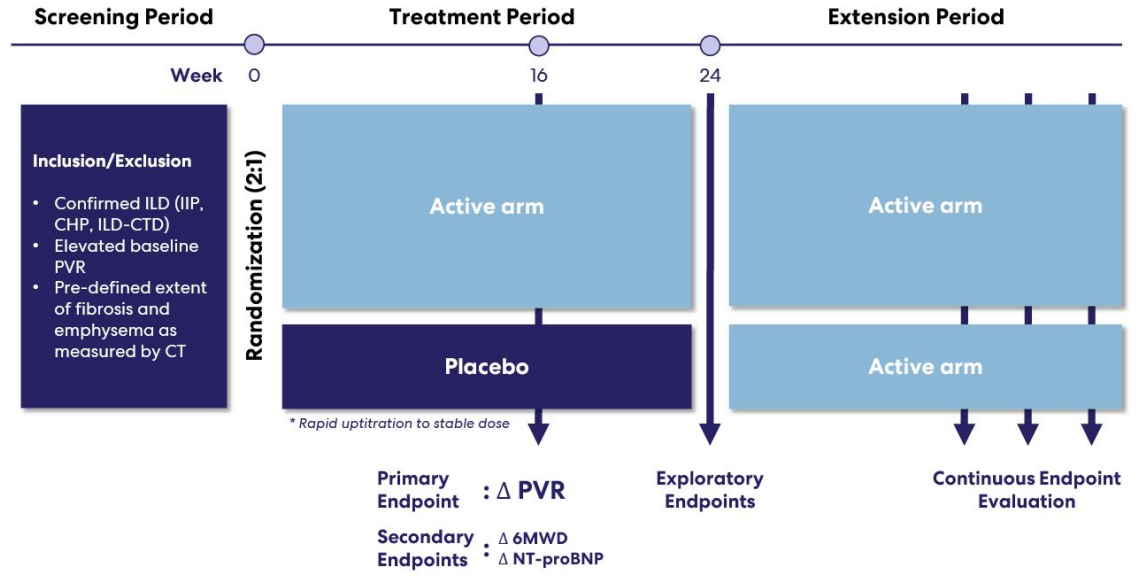 Screening Period
Treatment Period
Extension Period
Week
0
16
24
Inclusion/Exclusion
• Confirmed ILD (IIP,
CHP, ILD-CTD)
• Elevated baseline
PVR
• Pre-defined extent
of fibrosis and
emphysema as
measured by CT
Randomization (2:1)
Active arm
Placebo
* Rapid uptitration to stable dose
Active arm
Active arm
Primary
Endpoint
: Δ PVR
Secondary
Endpoints
:
Δ 6MWD
Δ NT-proBNP
Exploratory
Endpoints
Continuous Endpoint
Evaluation